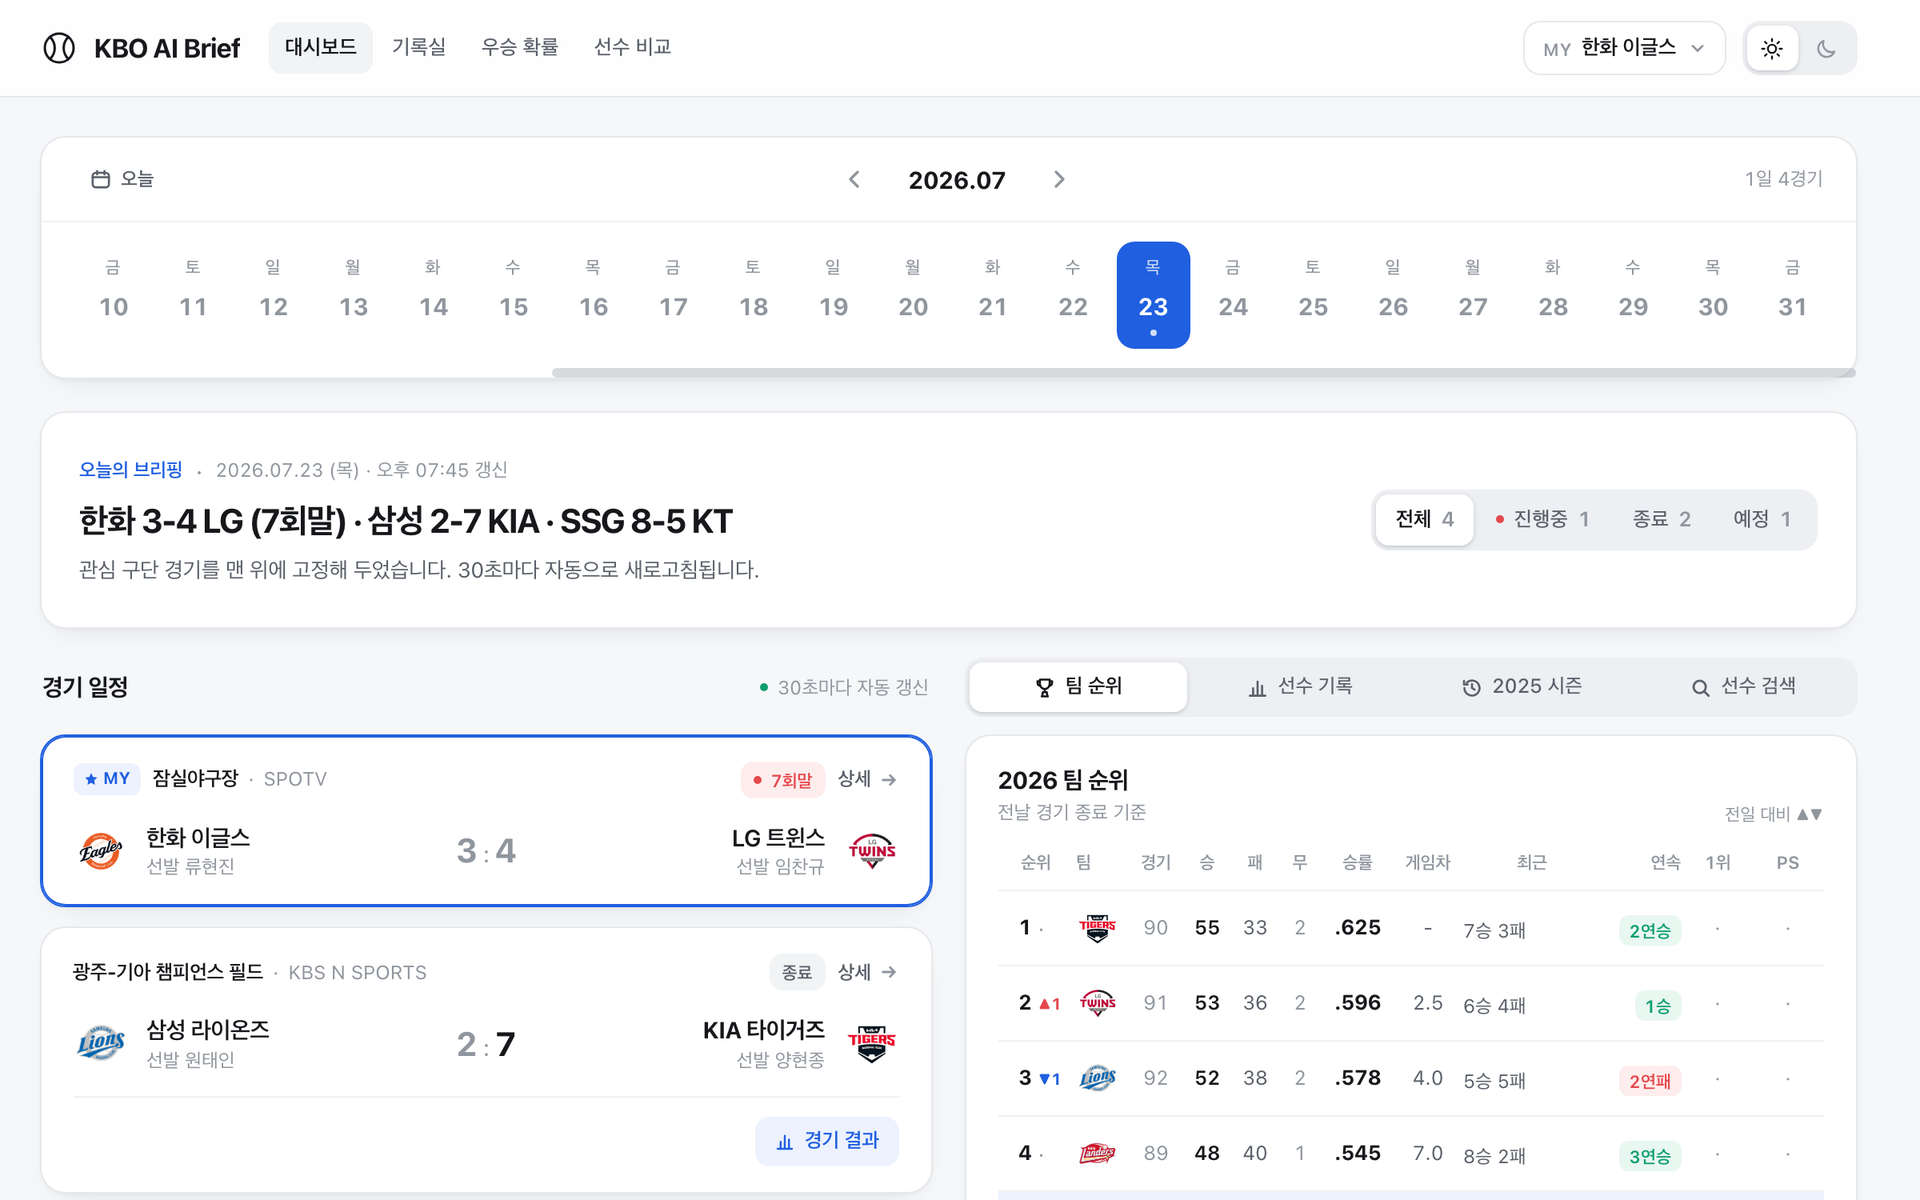 KBO AI Brief 대시보드 기록실 우승 확률 선수 비교 MY 한화 이글스
오늘 2026.07 1일 4경기
금 토 일 월 화 수 목 금 토 일 월 화 수 목 금 토 일 월 화 수 목 금
10 11 12 13 14 15 16 17 18 19 20 21 22 23 24 25 26 27 28 29 30 31
오늘의 브리핑 · 2026.07.23 (목) · 오후 07:45 갱신
한화 3-4 LG (7회말) · 삼성 2-7 KIA · SSG 8-5 KT
관심 구단 경기를 맨 위에 고정해 두었습니다. 30초마다 자동으로 새로고침됩니다.
전체 4 진행중 1 종료 2 예정 1
경기 일정 30초마다 자동 갱신
★ MY 잠실야구장 · SPOTV 7회말 상세 →
Eagles 한화 이글스 3 : 4 LG 트윈스 LG TWINS
선발 류현진 선발 임찬규
광주-기아 챔피언스 필드 · KBS N SPORTS 종료 상세 →
Lions 삼성 라이온즈 2 : 7 KIA 타이거즈 TIGERS
선발 원태인 선발 양현종
경기 결과
팀 순위 선수 기록 2025 시즌 선수 검색
2026 팀 순위
전날 경기 종료 기준 전일 대비 ▲▼
순위 팀 경기 승 패 무 승률 게임차 최근 연속 1위 PS
1 · TIGERS 90 55 33 2 .625 - 7승 3패 2연승 · ·
2 ▲1 TWINS 91 53 36 2 .596 2.5 6승 4패 1승 · ·
3 ▼1 Lions 92 52 38 2 .578 4.0 5승 5패 2연패 · ·
4 · Landers 89 48 40 1 .545 7.0 8승 2패 3연승 · ·